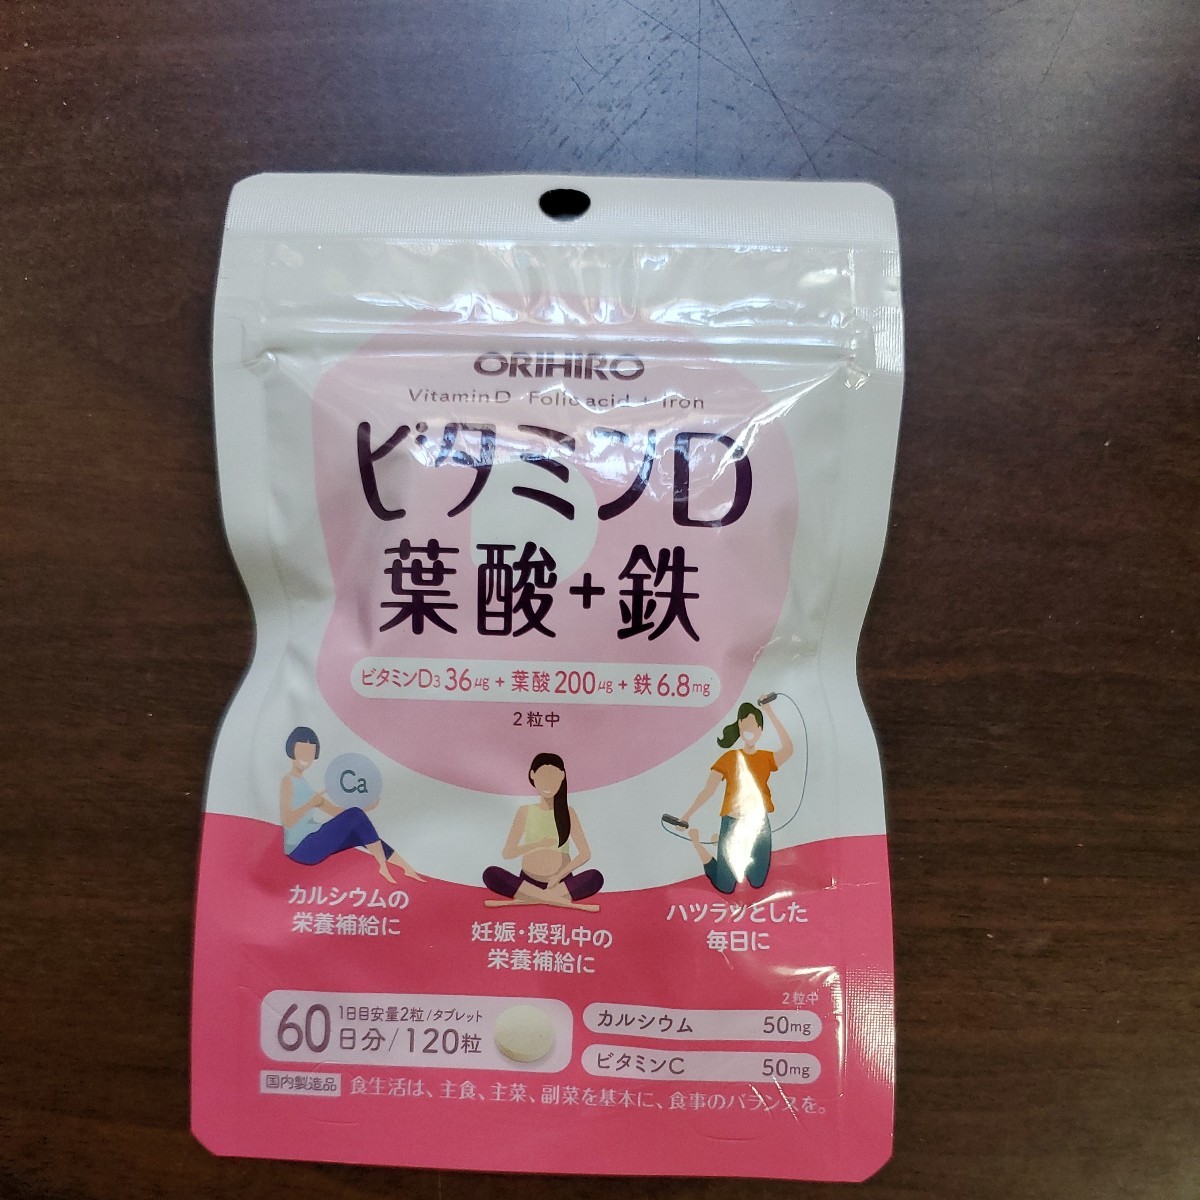 ORIHIRO
Vitamin D · Folic acid + Iron
ビタミンD
葉酸+鉄
ビタミンD3 36μg + 葉酸200μg + 鉄6.8mg
2粒中
Ca
カルシウムの
栄養補給に
妊娠・授乳中の
栄養補給に
ハツラツとした
毎日に
60日分/120粒
1日目安量2粒/タブレット
2粒中
カルシウム 50mg
ビタミンC 50mg
国内製造品 食生活は、主食、主菜、副菜を基本に、食事のバランスを。